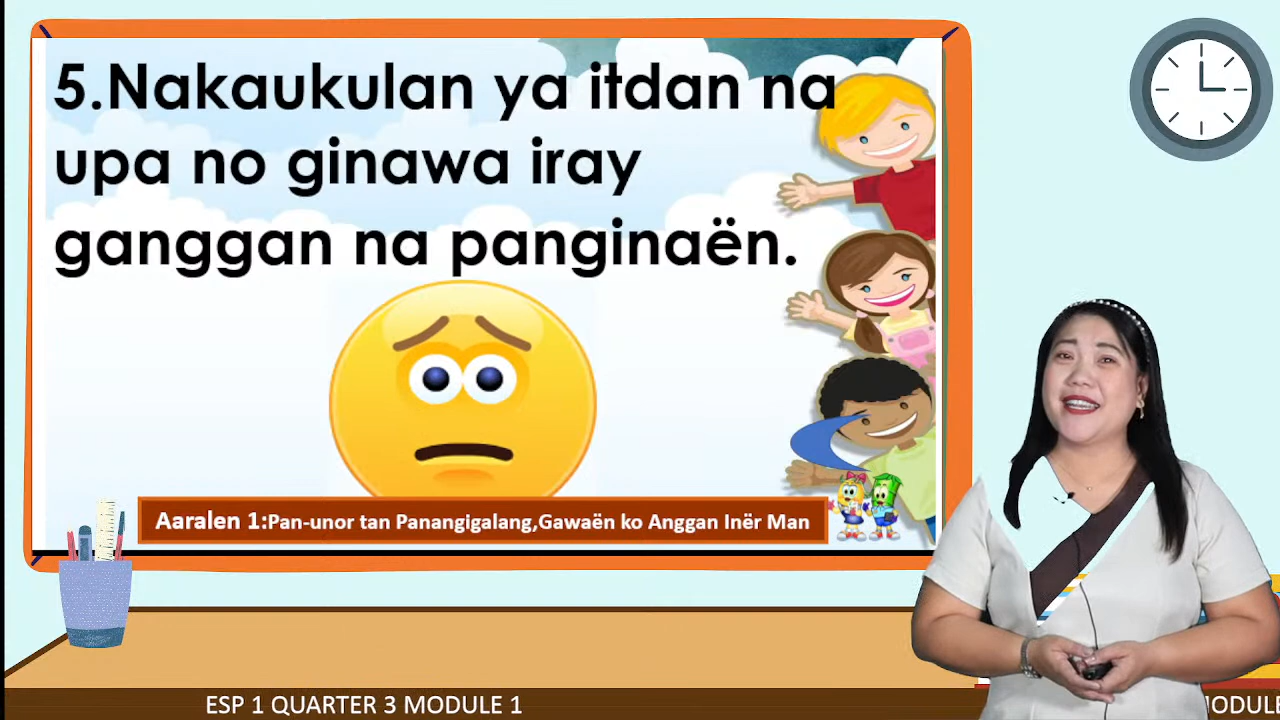 5.Nakaukulan ya itdan na
upa no ginawa iray
ganggan na panginaën.
Aaralen 1:Pan-unor tan Panangigalang,Gawaën ko Anggan Inër Man
ESP 1 QUARTER 3 MODULE 1